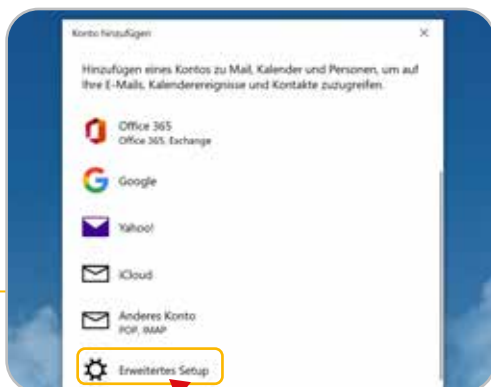 Konto hinzufügen
Hinzufügen eines Kontos zu Mail, Kalender und Personen, um auf
Ihre E-Mails, Kalenderereignisse und Kontakte zuzugreifen.
Office 365
Office 365, Exchange
Google
Yahoo!
iCloud
Anderes Konto
POP, IMAP
Erweitertes Setup